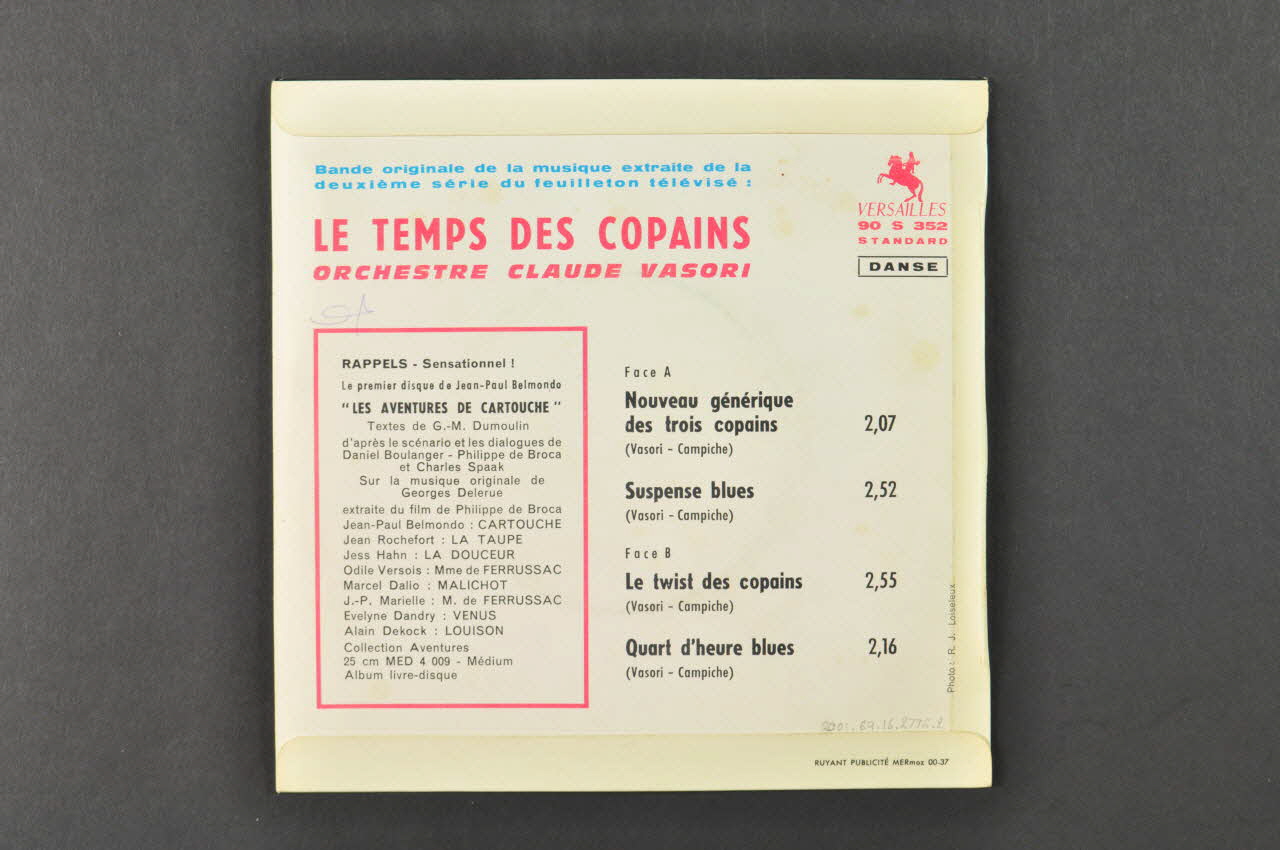 Bande originale de la musique extraite de la
deuxième série du feuilleton télévisé :
LE TEMPS DES COPAINS
ORCHESTRE CLAUDE VASORI
VERSAILLES
90 S 352
STANDARD
DANSE
RAPPELS - Sensationnel !
Le premier disque de Jean-Paul Belmondo
"LES AVENTURES DE CARTOUCHE"
Textes de G.-M. Dumoulin
d'après le scénario et les dialogues de
Daniel Boulanger - Philippe de Broca
et Charles Spaak
Sur la musique originale de
Georges Delerue
extraite du film de Philippe de Broca
Jean-Paul Belmondo : CARTOUCHE
Jean Rochefort : LA TAUPE
Jess Hahn : LA DOUCEUR
Odile Versois : Mme de FERRUSSAC
Marcel Dalio : MALICHOT
J.-P. Marielle : M. de FERRUSSAC
Evelyne Dandry : VENUS
Alain Dekock : LOUISON
Collection Aventures
25 cm MED 4 009 - Médium
Album livre-disque
Face A
Nouveau générique
des trois copains 2,07
(Vasori - Campiche)
Suspense blues 2,52
(Vasori - Campiche)
Face B
Le twist des copains 2,55
(Vasori - Campiche)
Quart d'heure blues 2,16
(Vasori - Campiche)
Photo : R. J. Loiseleux
RUYANT PUBLICITÉ MERmoz 00-37